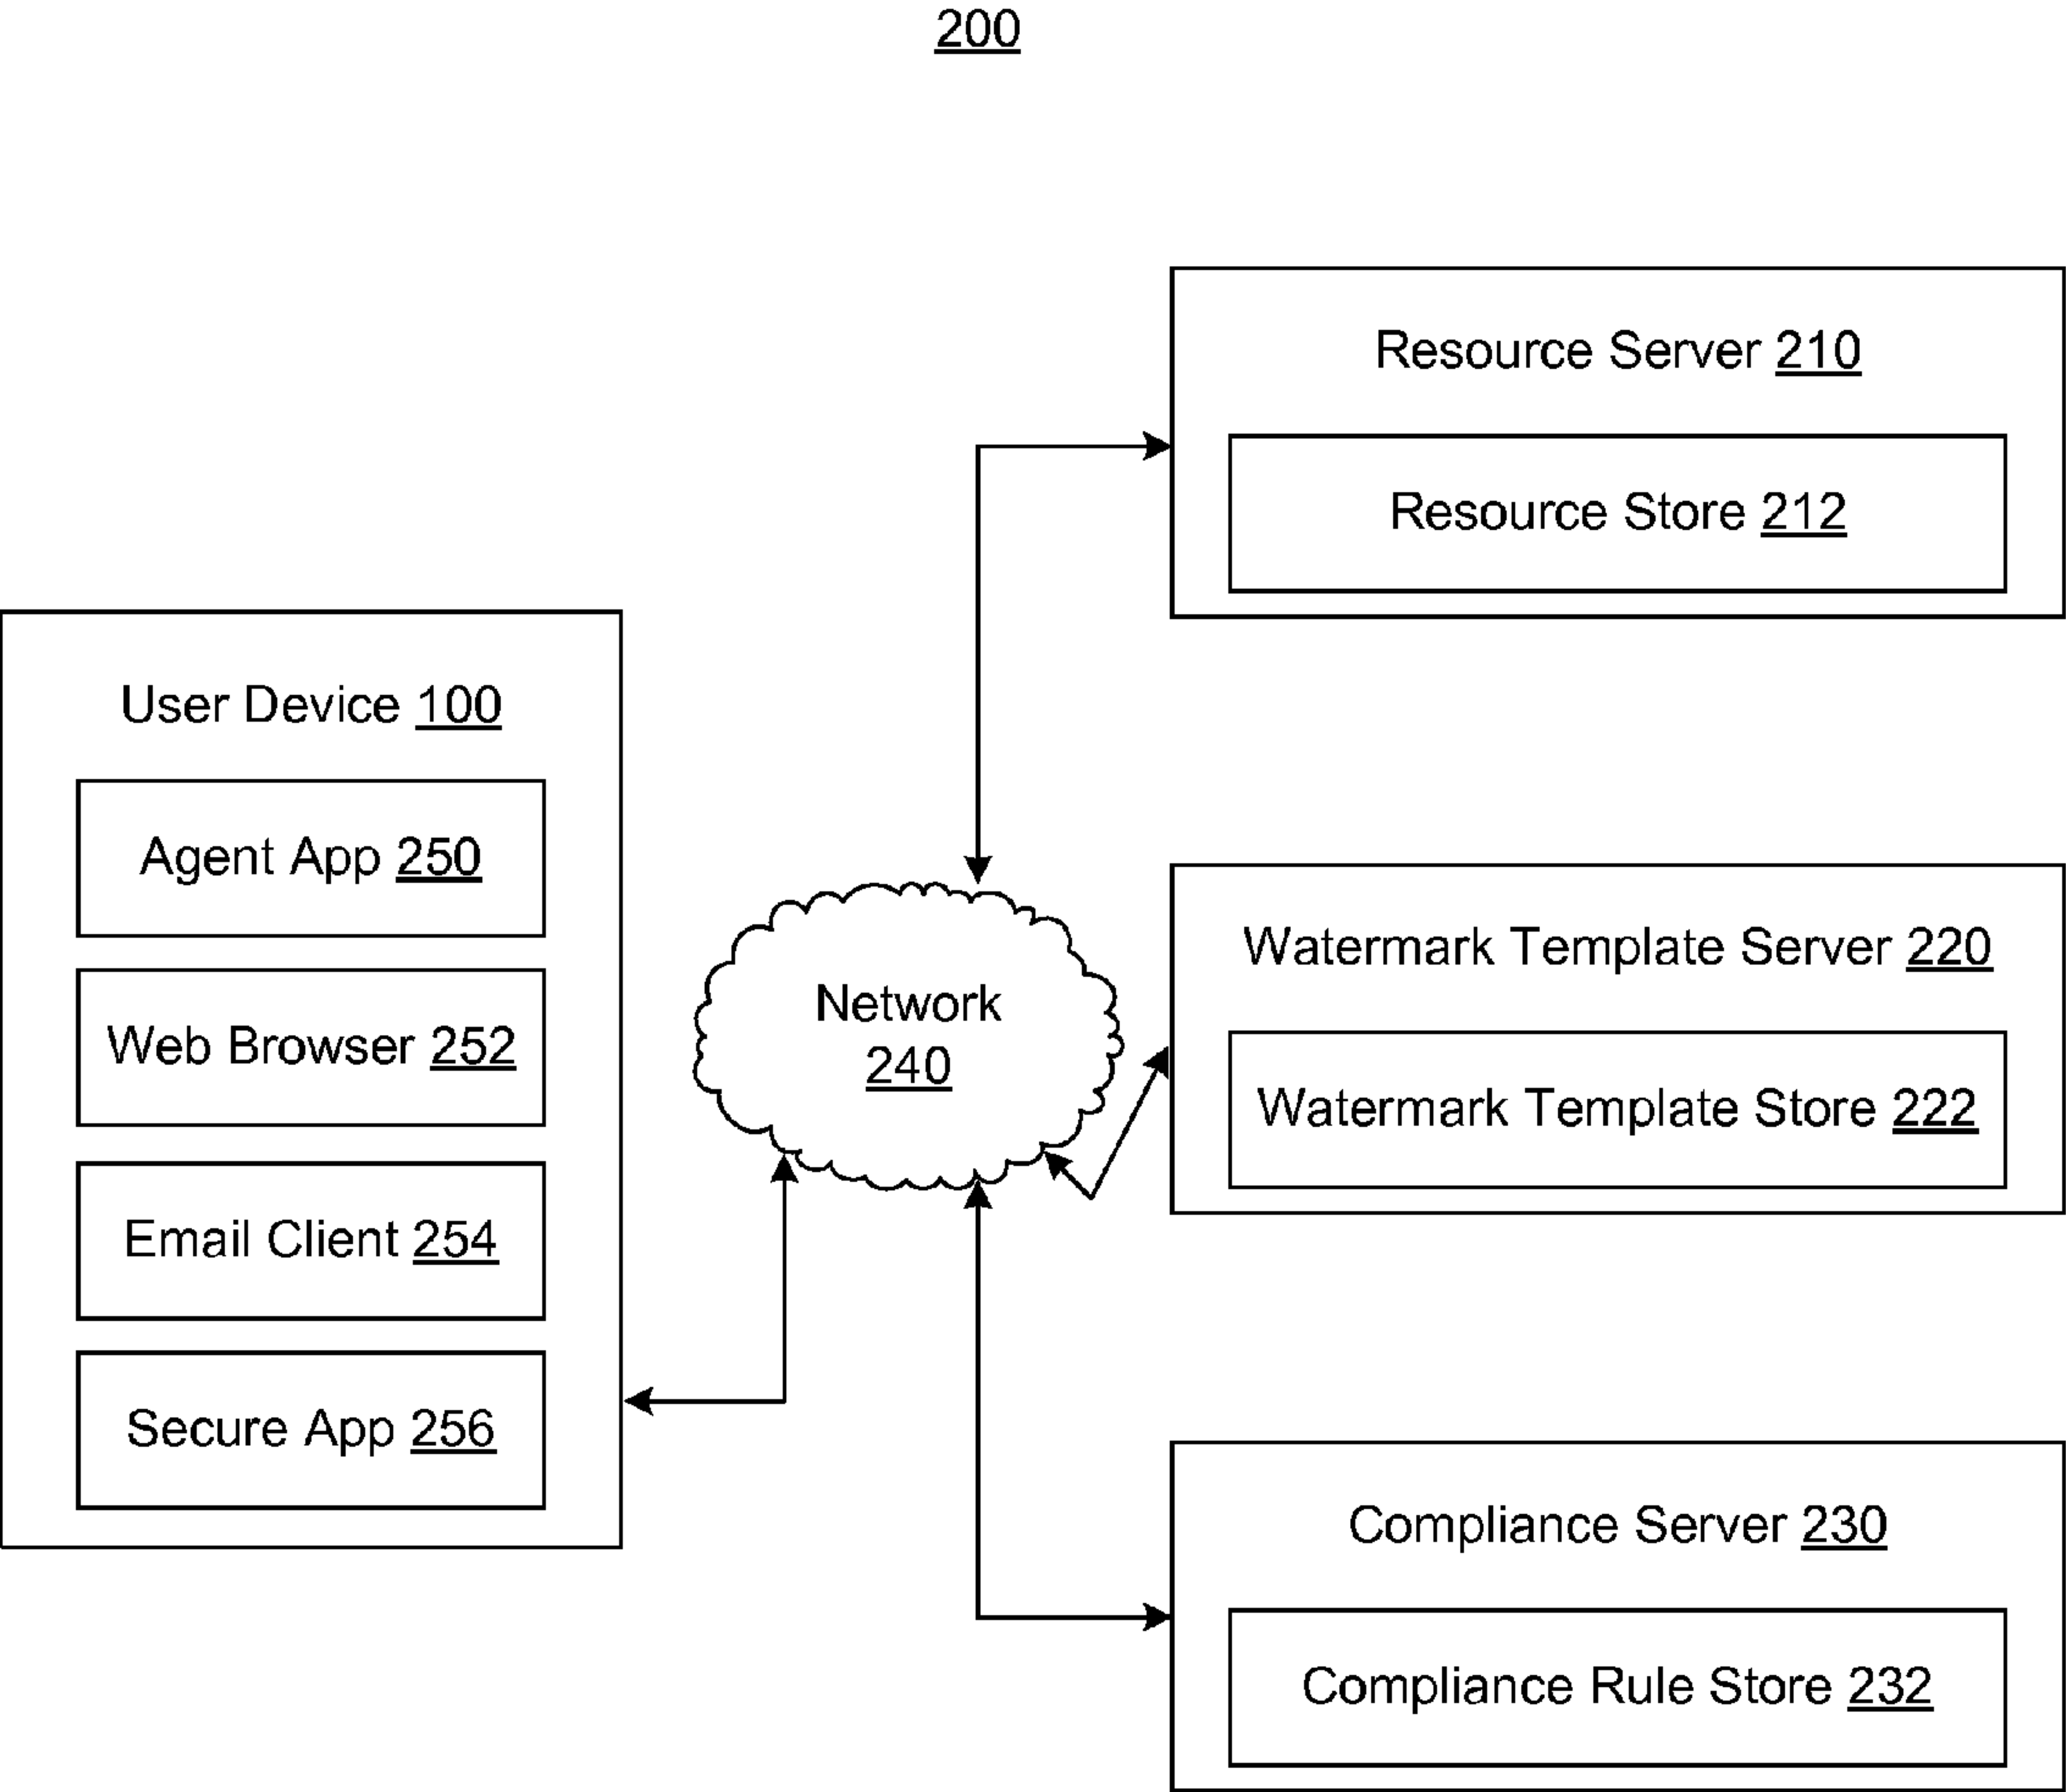 200
Resource Server 210
Resource Store 212
User Device 100
Agent App 250
Web Browser 252
Email Client 254
Secure App 256
Network
240
Watermark Template Server 220
Watermark Template Store 222
Compliance Server 230
Compliance Rule Store 232